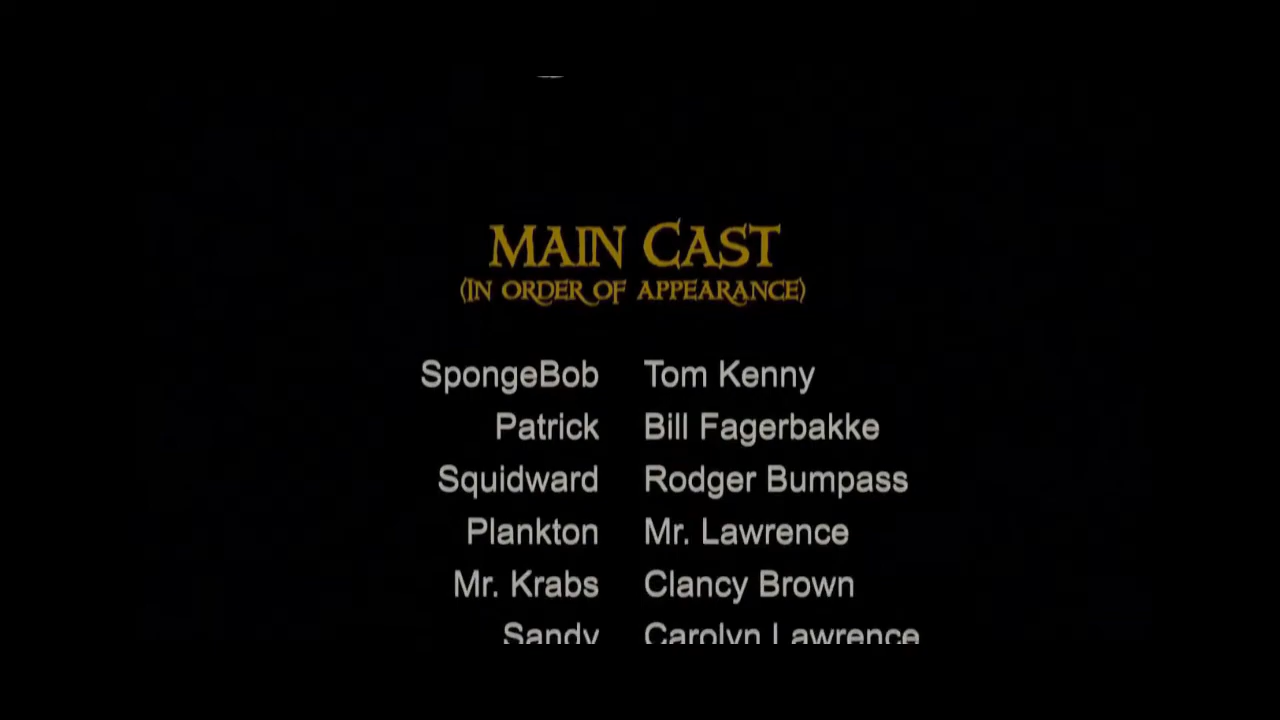 MAIN CAST
(IN ORDER OF APPEARANCE)
SpongeBob Tom Kenny
Patrick Bill Fagerbakke
Squidward Rodger Bumpass
Plankton Mr. Lawrence
Mr. Krabs Clancy Brown
Sandy Carolyn Lawrence